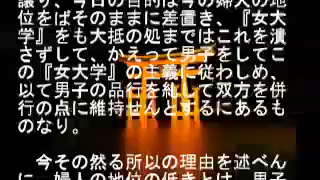 譲り、今日の目的は今の婦人の地
位をばそのままに差置き、『女大
学』をも大抵の処まではこれを潰
さずして、かえって男子をしてこ
の『女大学』の主義に従わしめ、
以て男子の品行を糺して双方を併
行の点に維持せんとするにあるも
のなり。
今その然る所以の理由を述べん
に、婦人の地位の低きとは、男子